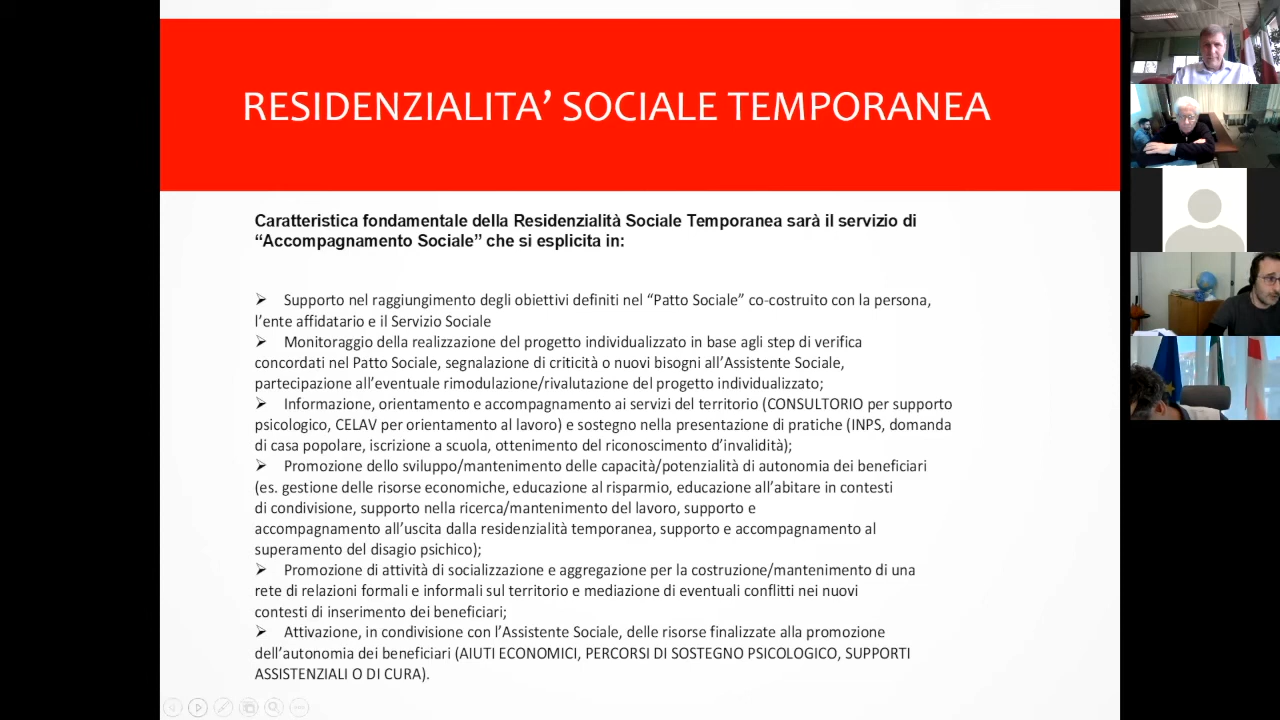 RESIDENZIALITA’ SOCIALE TEMPORANEA
Caratteristica fondamentale della Residenzialità Sociale Temporanea sarà il servizio di
“Accompagnamento Sociale” che si esplicita in:
➢ Supporto nel raggiungimento degli obiettivi definiti nel “Patto Sociale” co-costruito con la persona,
l’ente affidatario e il Servizio Sociale
➢ Monitoraggio della realizzazione del progetto individualizzato in base agli step di verifica
concordati nel Patto Sociale, segnalazione di criticità o nuovi bisogni all’Assistente Sociale,
partecipazione all’eventuale rimodulazione/rivalutazione del progetto individualizzato;
➢ Informazione, orientamento e accompagnamento ai servizi del territorio (CONSULTORIO per supporto
psicologico, CELAV per orientamento al lavoro) e sostegno nella presentazione di pratiche (INPS, domanda
di casa popolare, iscrizione a scuola, ottenimento del riconoscimento d’invalidità);
➢ Promozione dello sviluppo/mantenimento delle capacità/potenzialità di autonomia dei beneficiari
(es. gestione delle risorse economiche, educazione al risparmio, educazione all’abitare in contesti
di condivisione, supporto nella ricerca/mantenimento del lavoro, supporto e
accompagnamento all’uscita dalla residenzialità temporanea, supporto e accompagnamento al
superamento del disagio psichico);
➢ Promozione di attività di socializzazione e aggregazione per la costruzione/mantenimento di una
rete di relazioni formali e informali sul territorio e mediazione di eventuali conflitti nei nuovi
contesti di inserimento dei beneficiari;
➢ Attivazione, in condivisione con l’Assistente Sociale, delle risorse finalizzate alla promozione
dell’autonomia dei beneficiari (AIUTI ECONOMICI, PERCORSI DI SOSTEGNO PSICOLOGICO, SUPPORTI
ASSISTENZIALI O DI CURA).